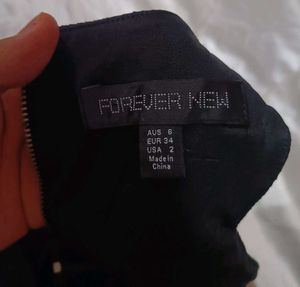 FOREVER NEW
AUS 6
EUR 34
USA 2
Made in
China